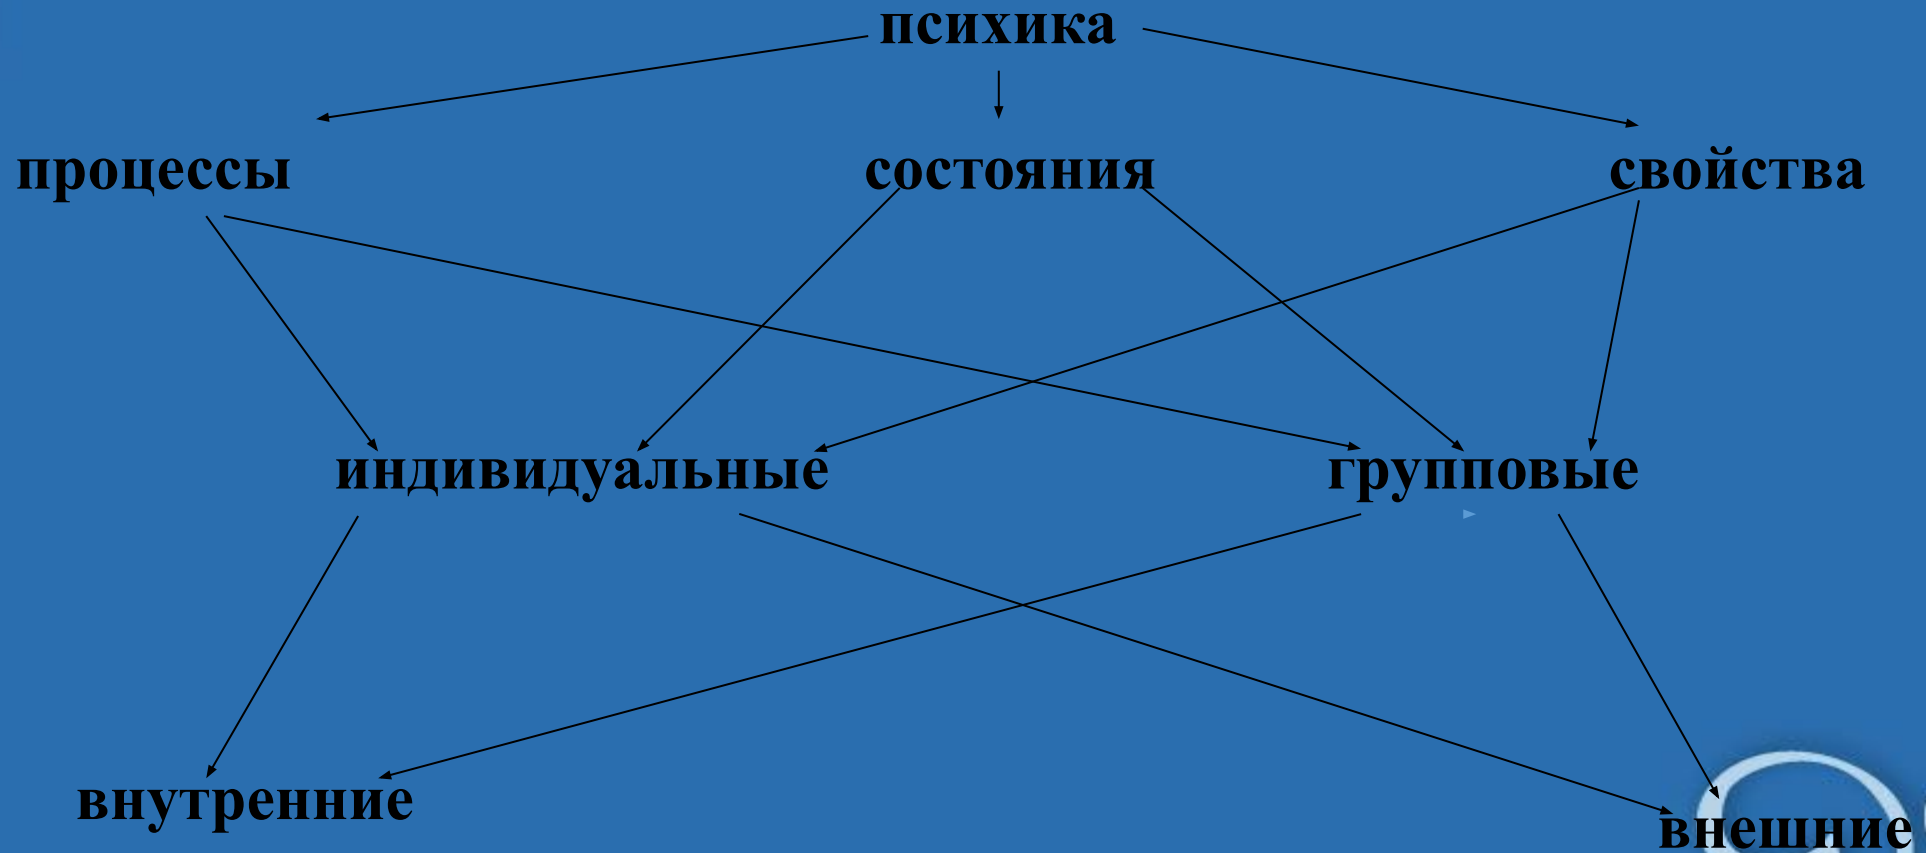 психика
процессы состояния свойства
индивидуальные групповые
внутренние
внешние